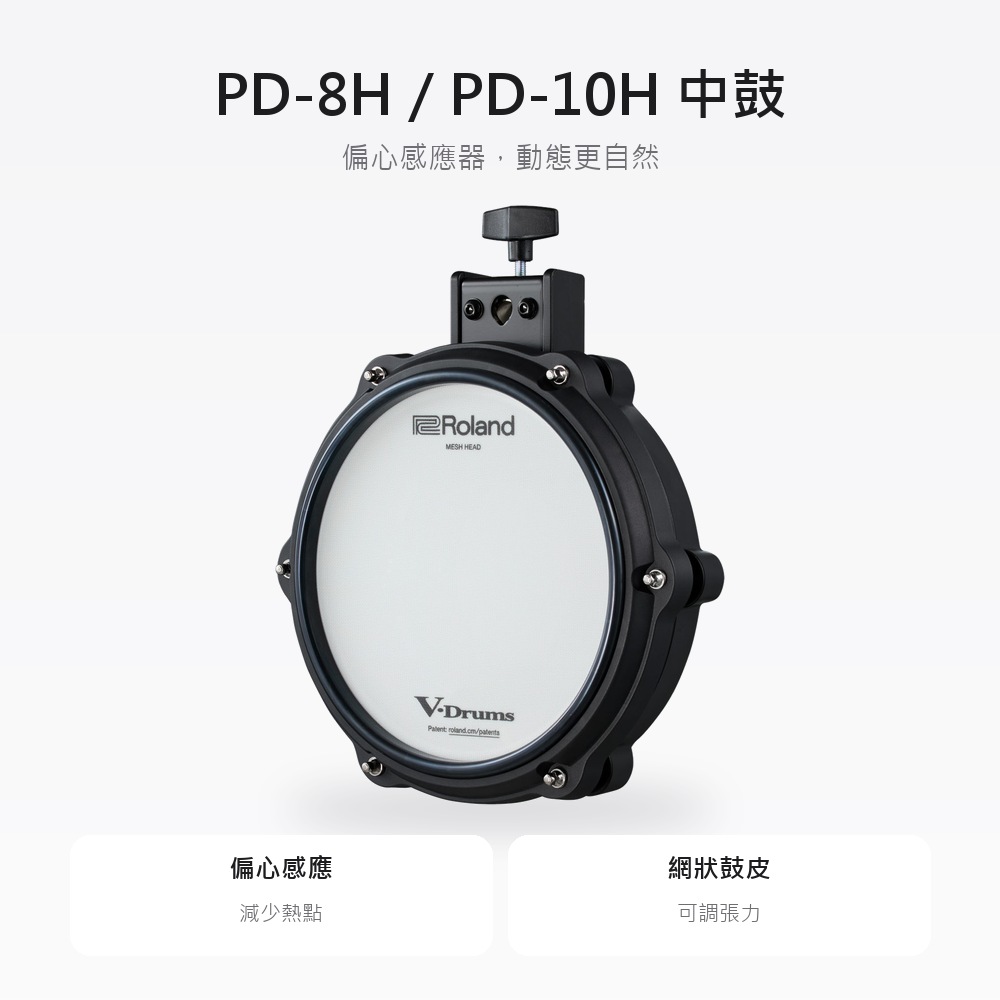 PD-8H / PD-10H 中鼓
偏心感應器，動態更自然
Roland
MESH HEAD
V-Drums
Patent: roland.cm/patents
偏心感應
減少熱點
網狀鼓皮
可調張力